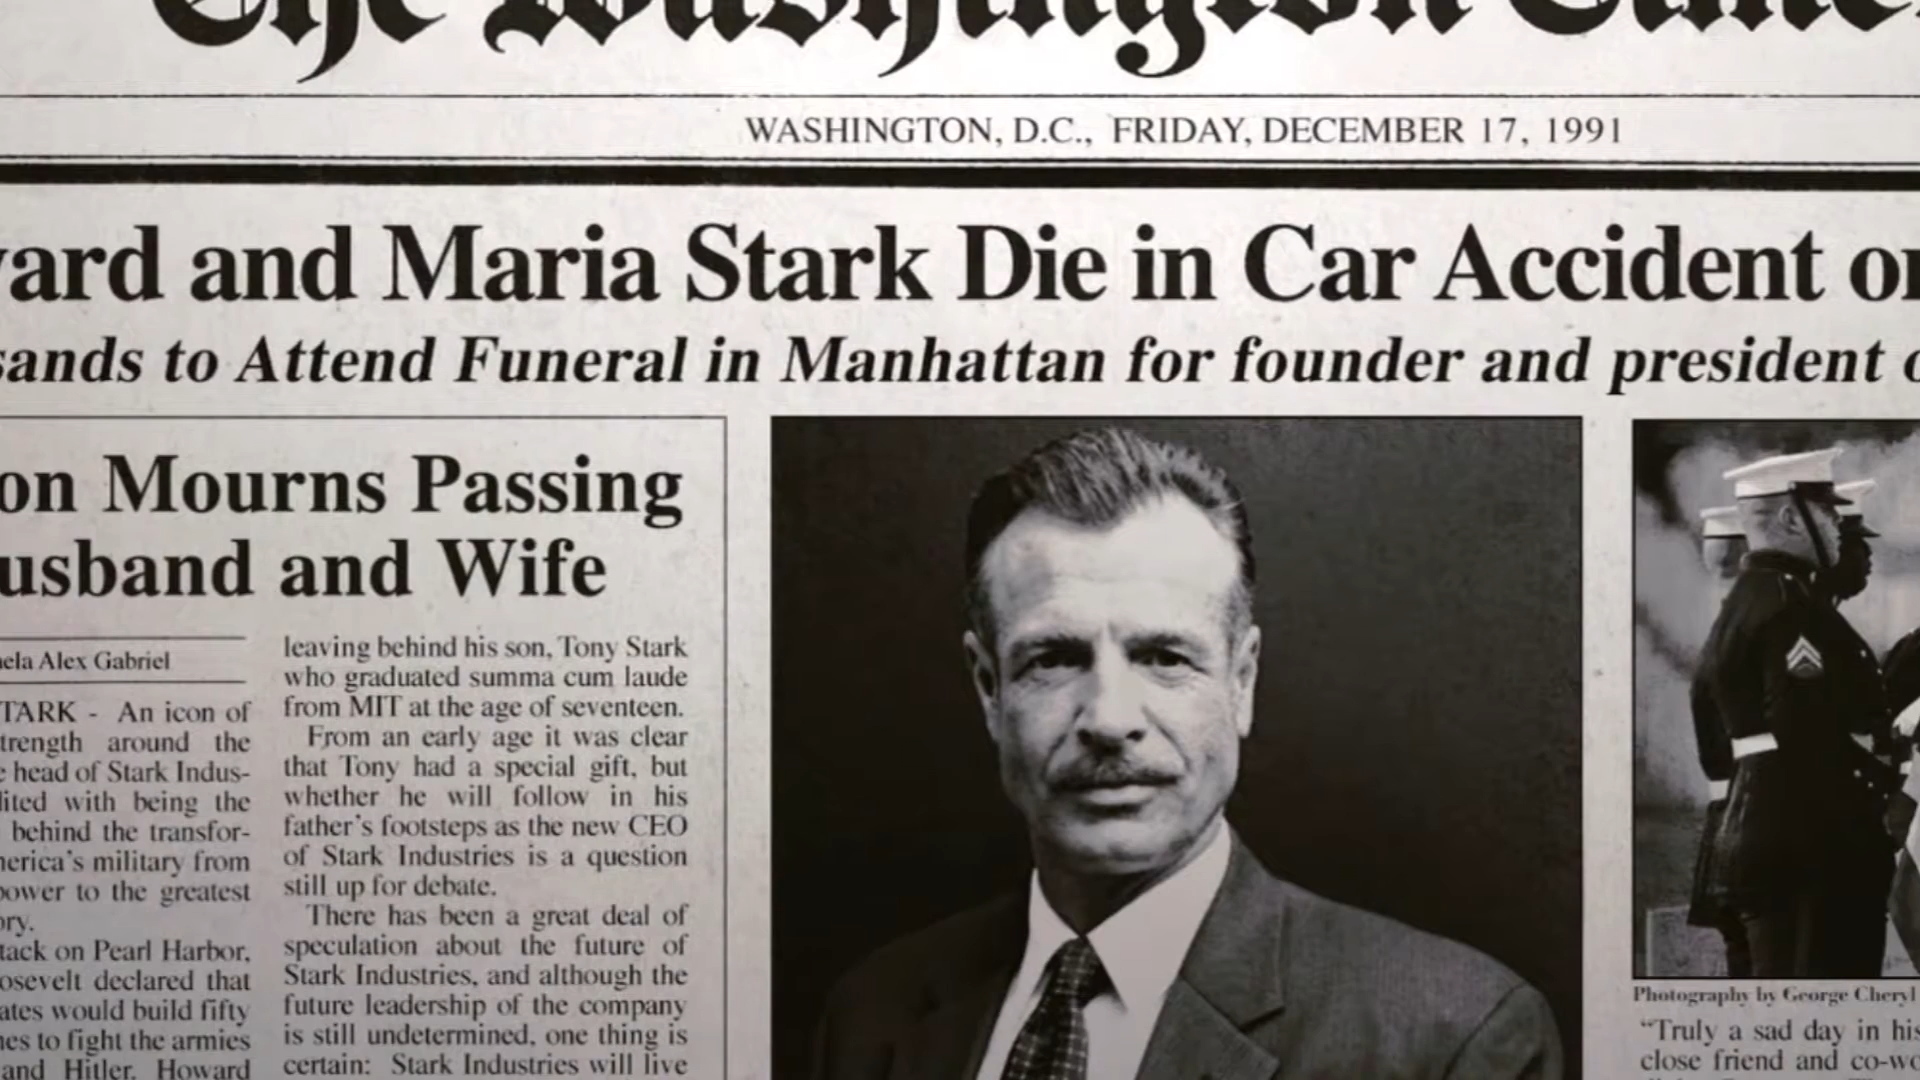 The Washington
WASHINGTON, D.C., FRIDAY, DECEMBER 17, 1991
ward and Maria Stark Die in Car Accident on
sands to Attend Funeral in Manhattan for founder and president o
on Mourns Passing
usband and Wife
ela Alex Gabriel
TARK - An icon of
trength around the
e head of Stark Indus-
dited with being the
behind the transfor-
merica's military from
power to the greatest
ory.
tack on Pearl Harbor,
osevelt declared that
ates would build fifty
nes to fight the armies
and Hitler. Howard
leaving behind his son, Tony Stark
who graduated summa cum laude
from MIT at the age of seventeen.
From an early age it was clear
that Tony had a special gift, but
whether he will follow in his
father's footsteps as the new CEO
of Stark Industries is a question
still up for debate.
There has been a great deal of
speculation about the future of
Stark Industries, and although the
future leadership of the company
is still undetermined, one thing is
certain: Stark Industries will live
Photography by George Cheryl
“Truly a sad day in his
close friend and co-wo